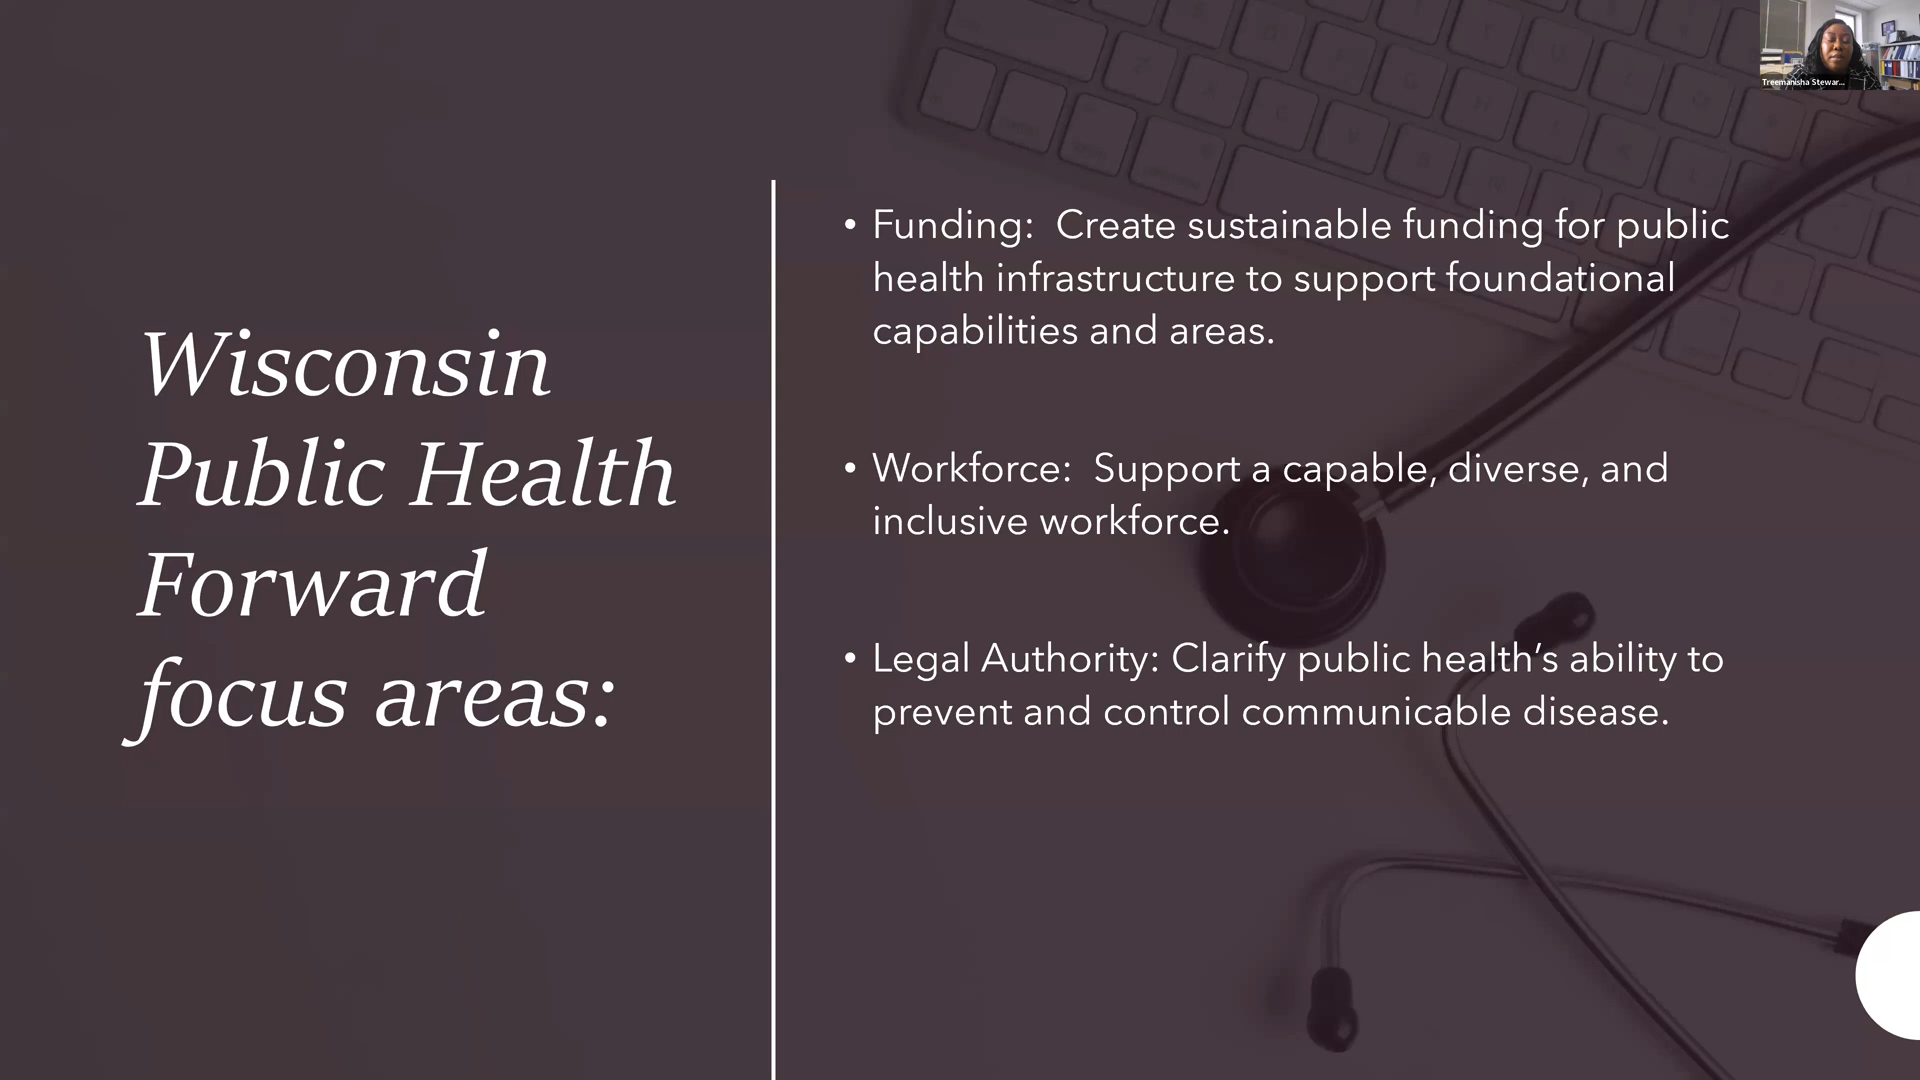 Wisconsin
Public Health
Forward
focus areas:
• Funding:  Create sustainable funding for public
health infrastructure to support foundational
capabilities and areas.
• Workforce:  Support a capable, diverse, and
inclusive workforce.
• Legal Authority: Clarify public health’s ability to
prevent and control communicable disease.
Treemanisha Stewar...